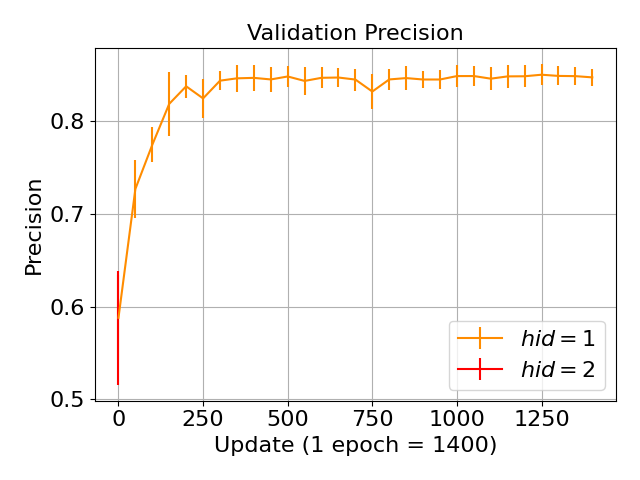 Validation Precision
Precision
0.8
0.7
0.6
0.5
0 250 500 750 1000 1250
Update (1 epoch = 1400)
hid = 1
hid = 2